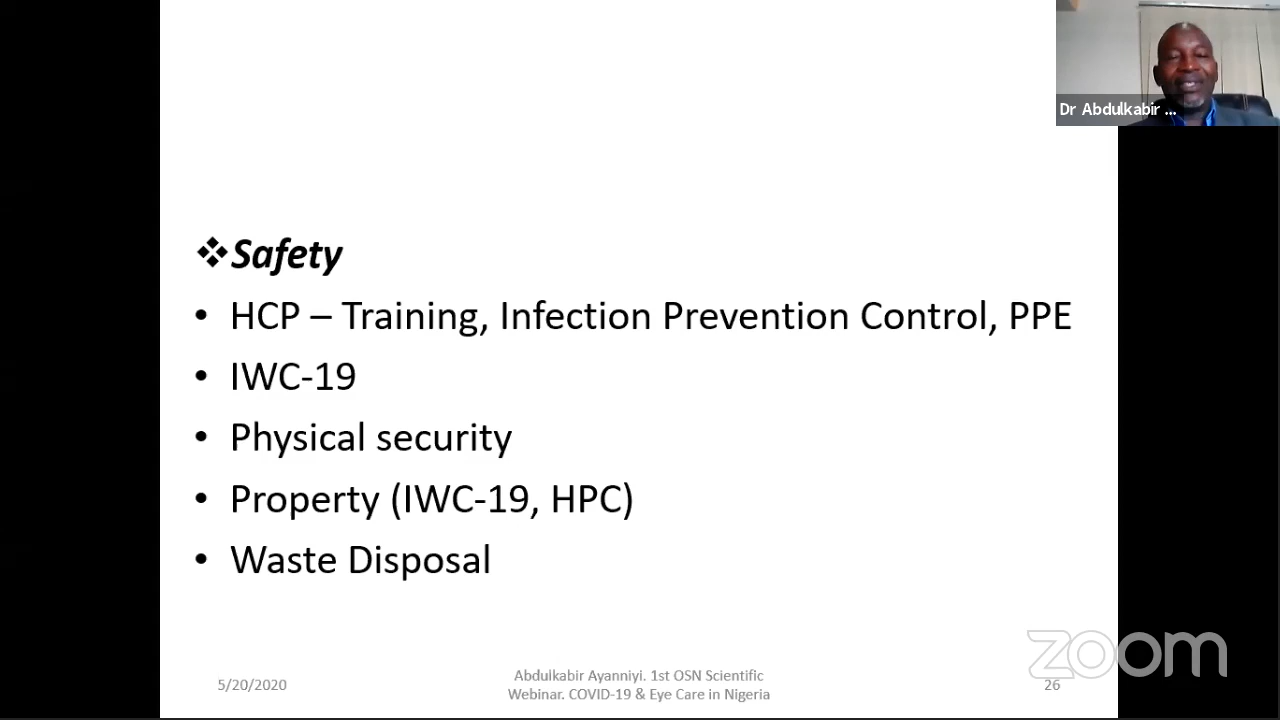 Dr Abdulkabir ...
❖Safety
• HCP – Training, Infection Prevention Control, PPE
• IWC-19
• Physical security
• Property (IWC-19, HPC)
• Waste Disposal
zoom
5/20/2020
Abdulkabir Ayanniyi. 1st OSN Scientific
Webinar. COVID-19 & Eye Care in Nigeria
26